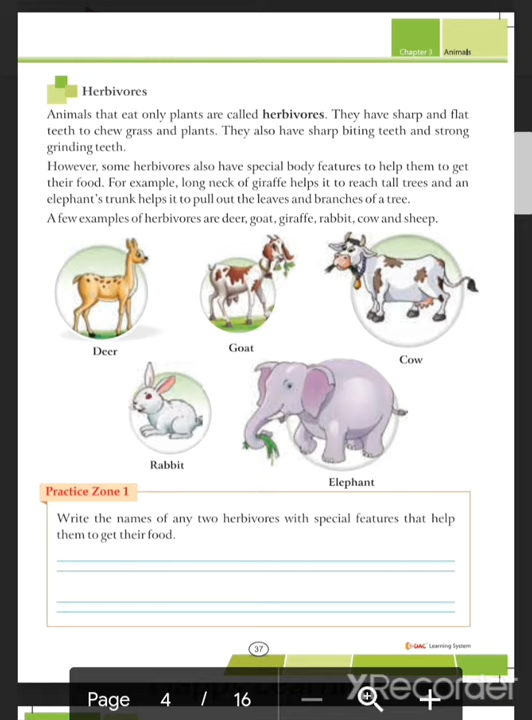 Chapter 3 Animals
Herbivores
Animals that eat only plants are called herbivores. They have sharp and flat
teeth to chew grass and plants. They also have sharp biting teeth and strong
grinding teeth.
However, some herbivores also have special body features to help them to get
their food. For example, long neck of giraffe helps it to reach tall trees and an
elephant's trunk helps it to pull out the leaves and branches of a tree.
A few examples of herbivores are deer, goat, giraffe, rabbit, cow and sheep.
Deer
Goat
Cow
Rabbit
Elephant
Practice Zone 1
Write the names of any two herbivores with special features that help
them to get their food.
37
Learning System
Page 4 / 16
XRecorder